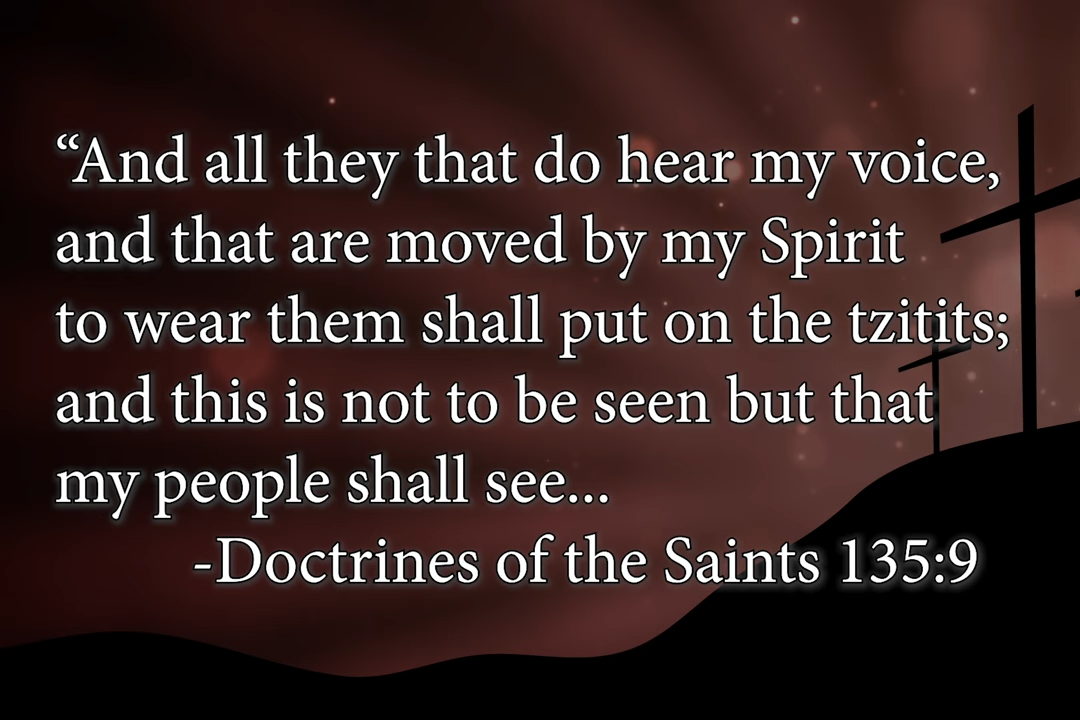 “And all they that do hear my voice,
and that are moved by my Spirit
to wear them shall put on the tzitits;
and this is not to be seen but that
my people shall see...
-Doctrines of the Saints 135:9